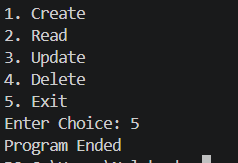 1. Create
2. Read
3. Update
4. Delete
5. Exit
Enter Choice: 5
Program Ended